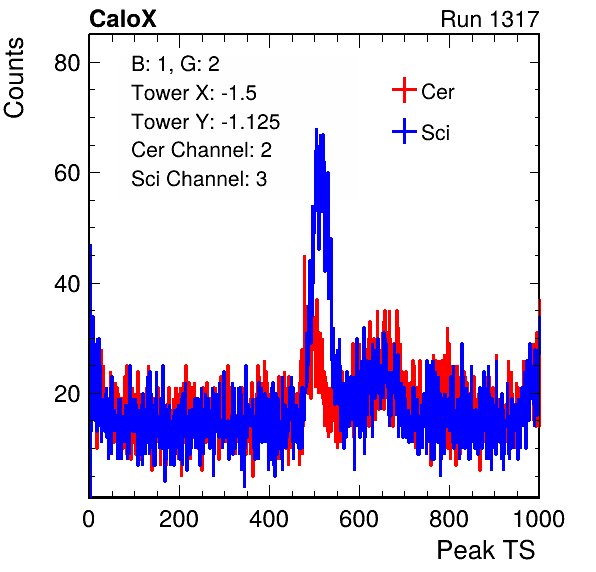 CaloX Run 1317
Counts
80
60
40
20
B: 1, G: 2
Tower X: -1.5
Tower Y: -1.125
Cer Channel: 2
Sci Channel: 3
Cer
Sci
0 200 400 600 800 1000
Peak TS